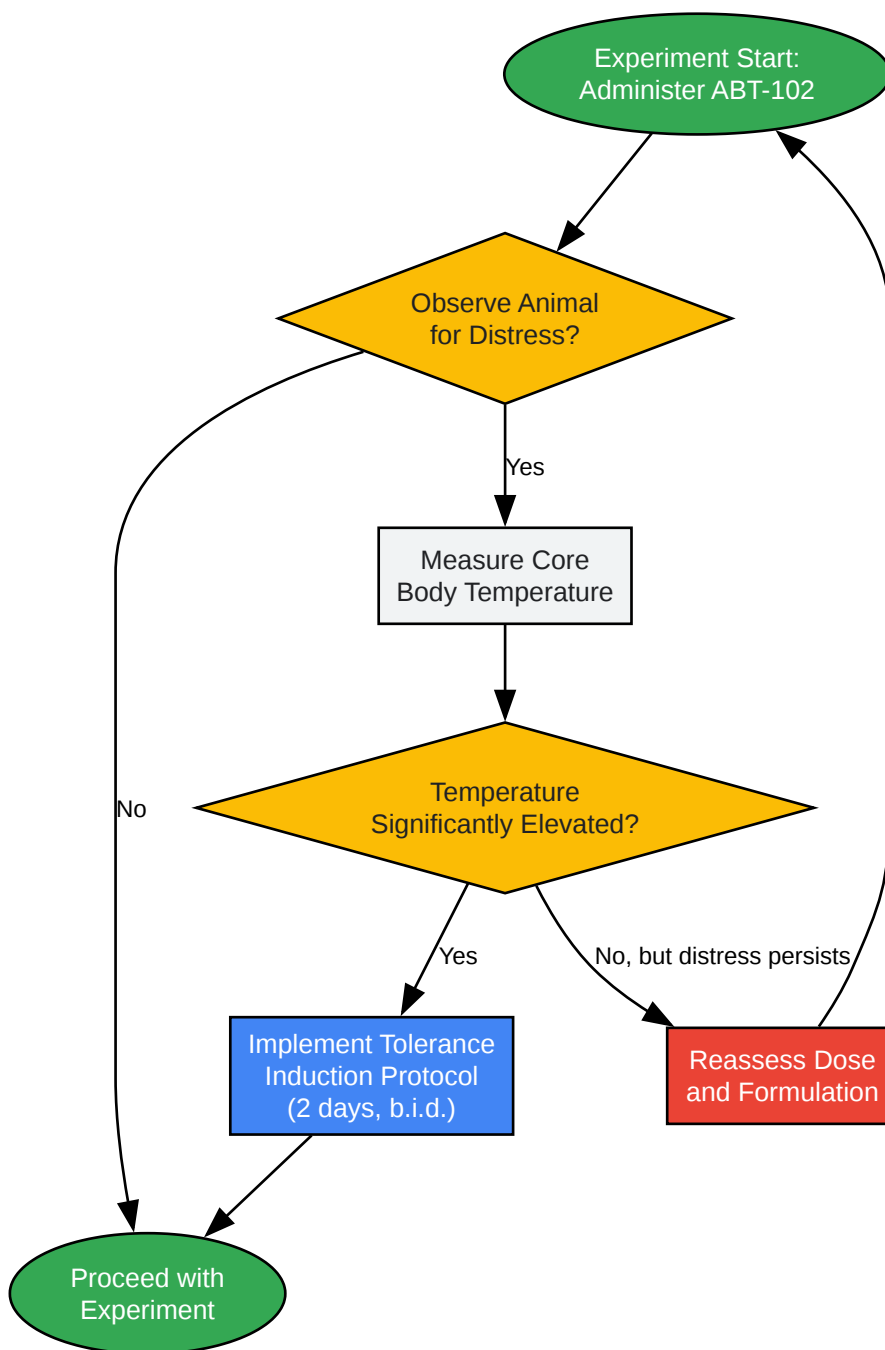 Experiment Start:
Administer ABT-102
Observe Animal
for Distress?
Yes
Measure Core
Body Temperature
Temperature
Significantly Elevated?
No
Yes
No, but distress persists
Implement Tolerance
Induction Protocol
(2 days, b.i.d.)
Reassess Dose
and Formulation
Proceed with
Experiment